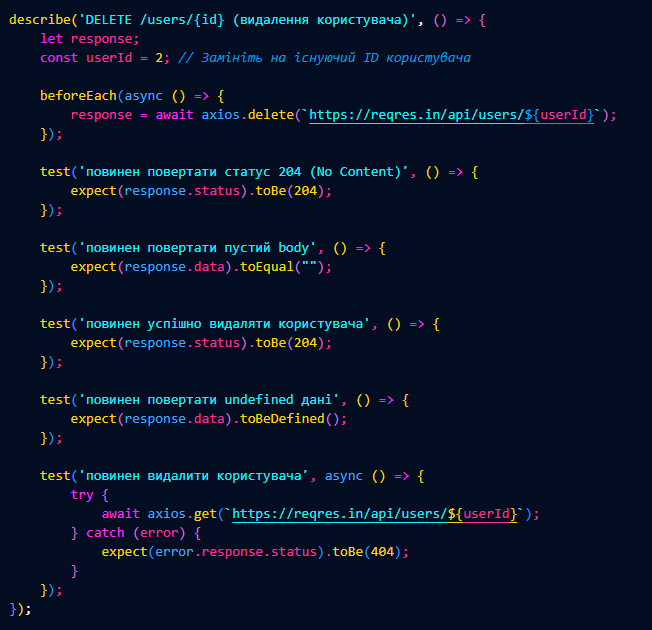 describe('DELETE /users/{id} (видалення користувача)', () => {
    let response;
    const userId = 2; // Замініть на існуючий ID користувача

    beforeEach(async () => {
        response = await axios.delete(`https://reqres.in/api/users/${userId}`);
    });

    test('повинен повертати статус 204 (No Content)', () => {
        expect(response.status).toBe(204);
    });

    test('повинен повертати пустий body', () => {
        expect(response.data).toEqual("");
    });

    test('повинен успішно видаляти користувача', () => {
        expect(response.status).toBe(204);
    });

    test('повинен повертати undefined дані', () => {
        expect(response.data).toBeDefined();
    });

    test('повинен видалити користувача', async () => {
        try {
            await axios.get(`https://reqres.in/api/users/${userId}`);
        } catch (error) {
            expect(error.response.status).toBe(404);
        }
    });
});